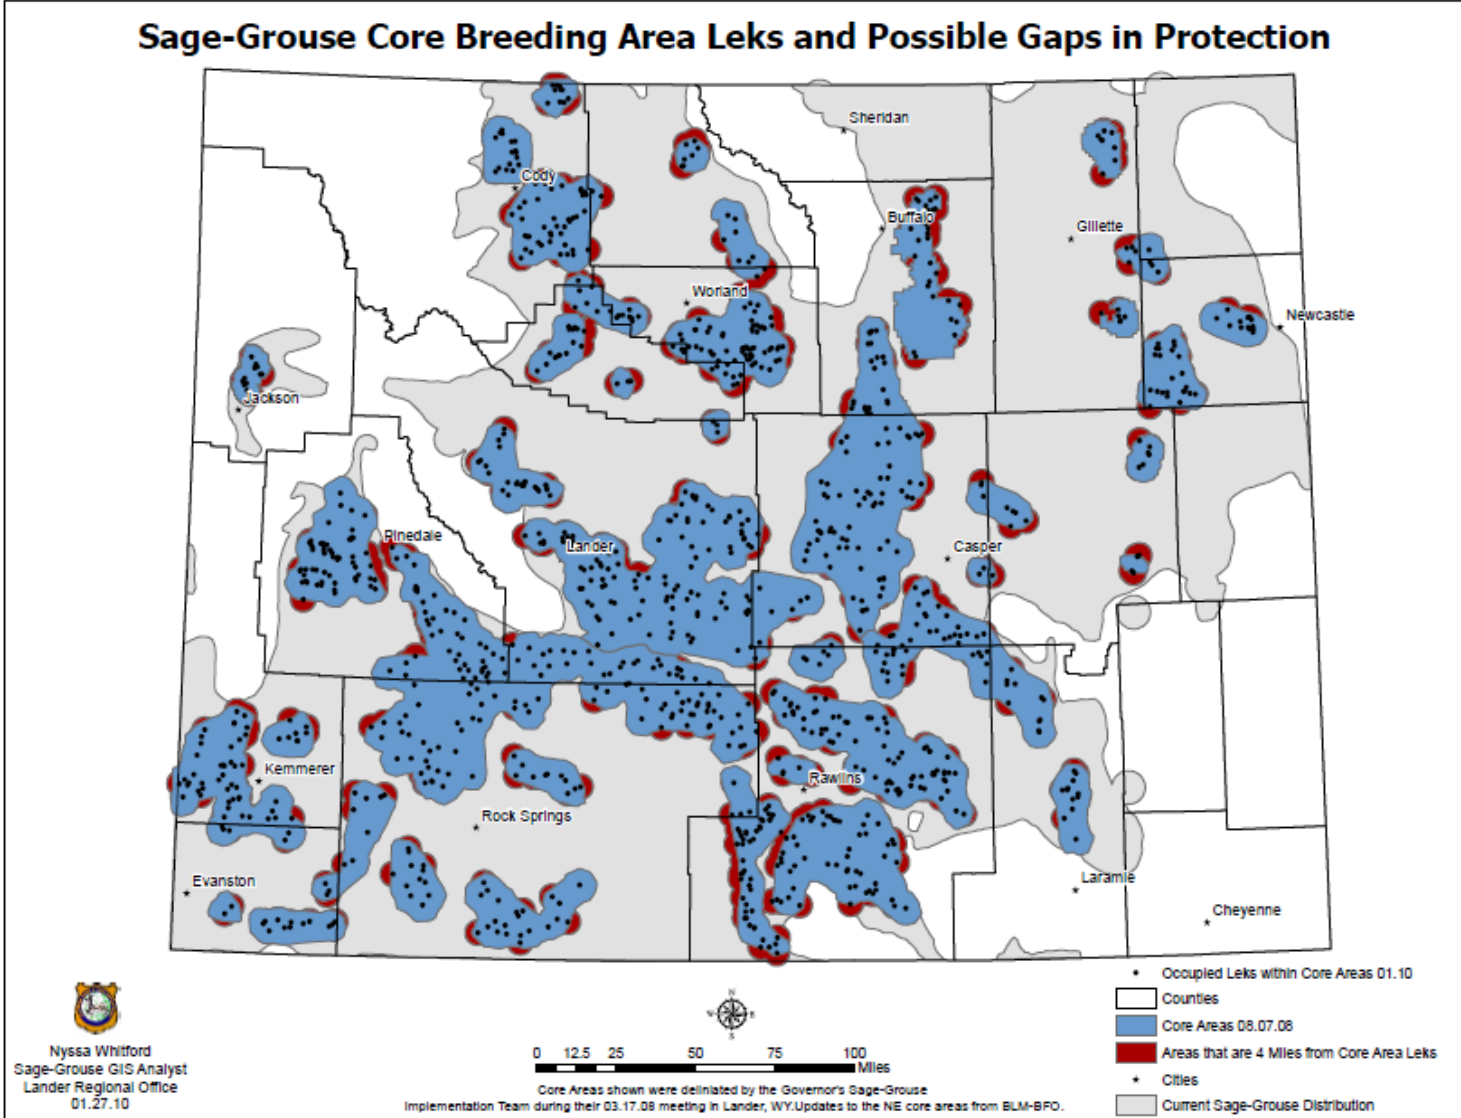 Sage-Grouse Core Breeding Area Leks and Possible Gaps in Protection
Sheridan
Cody
Buffalo
Gillette
Worland
Newcastle
Jackson
Pinedale
Lander
Casper
Kemmerer
Rawlins
Rock Springs
Evanston
Laramie
Cheyenne
Occupied Leks within Core Areas 01.10
Counties
Core Areas 08.07.08
Areas that are 4 Miles from Core Area Leks
Cities
Current Sage-Grouse Distribution
N
W E
S
0 12.5 25 50 75 100
Miles
Core Areas shown were deliniated by the Governor's Sage-Grouse
Implementation Team during their 03.17.08 meeting in Lander, WY.Updates to the NE core areas from BLM-BFO.
Nyssa Whitford
Sage-Grouse GIS Analyst
Lander Regional Office
01.27.10